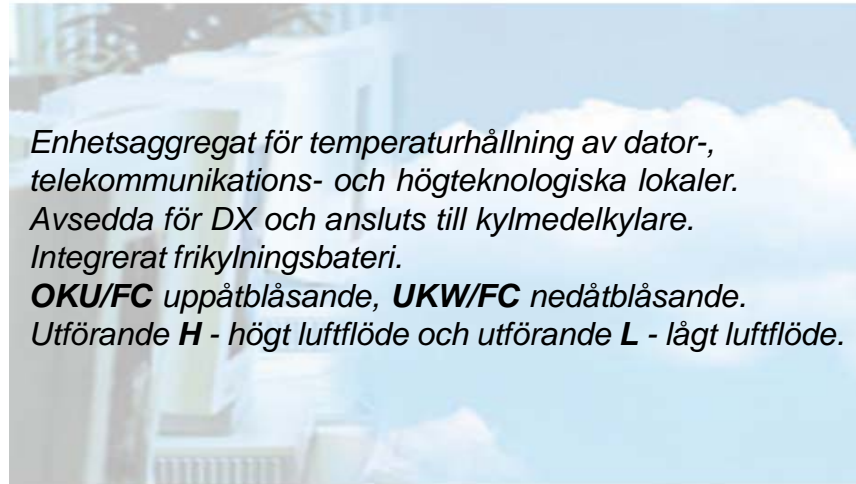 Enhetsaggregat för temperaturhållning av dator-,
telekommunikations- och högteknologiska lokaler.
Avsedda för DX och ansluts till kylmedelkylare.
Integrerat frikylningsbateri.
OKU/FC uppåtblåsande, UKW/FC nedåtblåsande.
Utförande H - högt luftflöde och utförande L - lågt luftflöde.